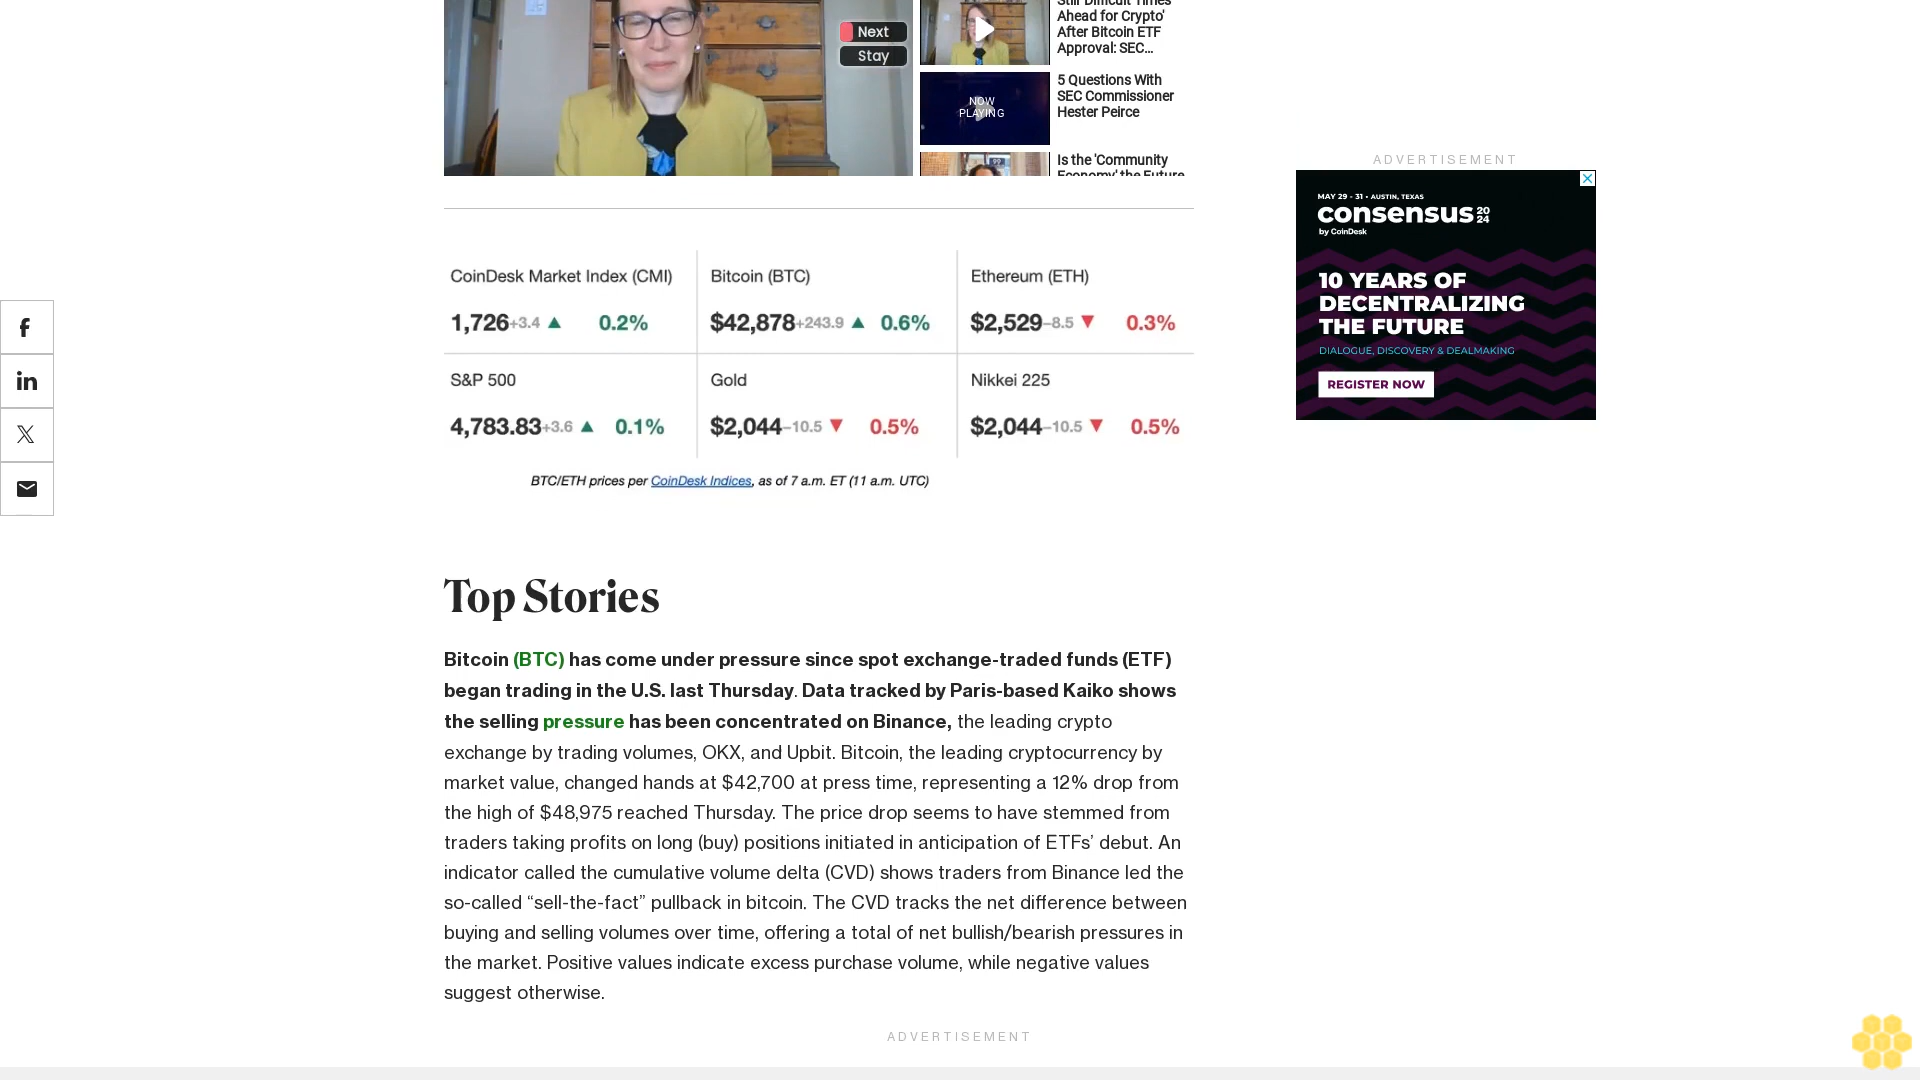 Next
Stay
Still Difficult Times
Ahead for Crypto'
After Bitcoin ETF
Approval: SEC...
NOW
PLAYING
5 Questions With
SEC Commissioner
Hester Peirce
Is the 'Community
Economy' the Future
ADVERTISEMENT
MAY 29 - 31 • AUSTIN, TEXAS
consensus 20
24
by CoinDesk
10 YEARS OF
DECENTRALIZING
THE FUTURE
DIALOGUE, DISCOVERY & DEALMAKING
REGISTER NOW
CoinDesk Market Index (CMI)
1,726 +3.4 ▲ 0.2%
Bitcoin (BTC)
$42,878 +243.9 ▲ 0.6%
Ethereum (ETH)
$2,529 −8.5 ▼ 0.3%
S&P 500
4,783.83 +3.6 ▲ 0.1%
Gold
$2,044 −10.5 ▼ 0.5%
Nikkei 225
$2,044 −10.5 ▼ 0.5%
BTC/ETH prices per CoinDesk Indices, as of 7 a.m. ET (11 a.m. UTC)
Top Stories
Bitcoin (BTC) has come under pressure since spot exchange-traded funds (ETF)
began trading in the U.S. last Thursday. Data tracked by Paris-based Kaiko shows
the selling pressure has been concentrated on Binance, the leading crypto
exchange by trading volumes, OKX, and Upbit. Bitcoin, the leading cryptocurrency by
market value, changed hands at $42,700 at press time, representing a 12% drop from
the high of $48,975 reached Thursday. The price drop seems to have stemmed from
traders taking profits on long (buy) positions initiated in anticipation of ETFs’ debut. An
indicator called the cumulative volume delta (CVD) shows traders from Binance led the
so-called “sell-the-fact” pullback in bitcoin. The CVD tracks the net difference between
buying and selling volumes over time, offering a total of net bullish/bearish pressures in
the market. Positive values indicate excess purchase volume, while negative values
suggest otherwise.
ADVERTISEMENT